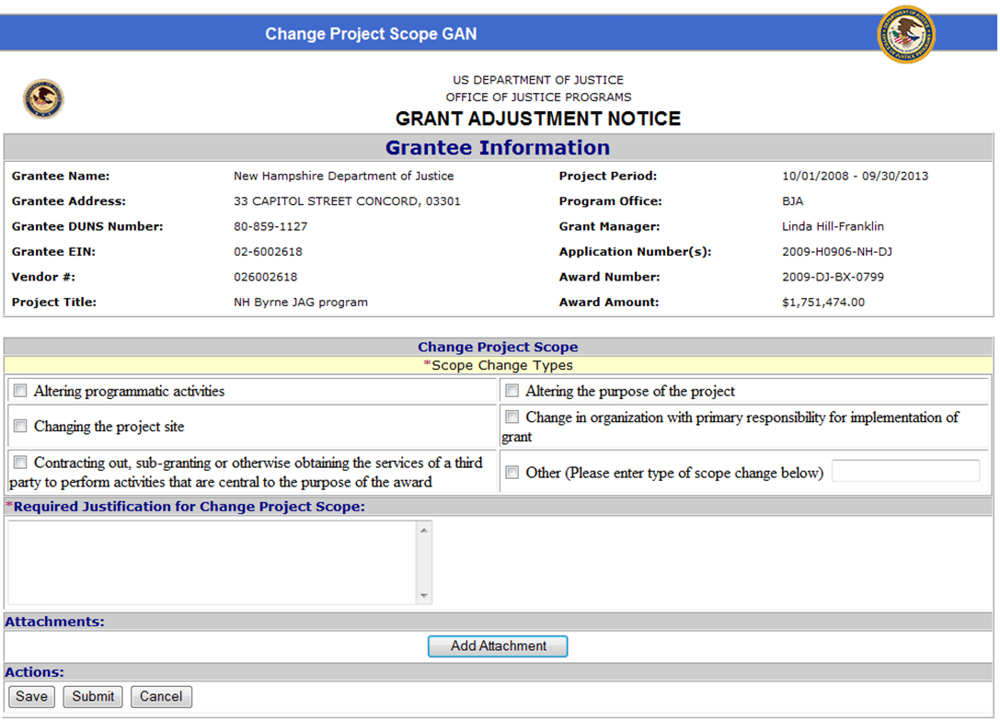 Change Project Scope GAN
US DEPARTMENT OF JUSTICE
OFFICE OF JUSTICE PROGRAMS
GRANT ADJUSTMENT NOTICE
Grantee Information
Grantee Name: New Hampshire Department of Justice Project Period: 10/01/2008 - 09/30/2013
Grantee Address: 33 CAPITOL STREET CONCORD, 03301 Program Office: BJA
Grantee DUNS Number: 80-859-1127 Grant Manager: Linda Hill-Franklin
Grantee EIN: 02-6002618 Application Number(s): 2009-H0906-NH-DJ
Vendor #: 026002618 Award Number: 2009-DJ-BX-0799
Project Title: NH Byrne JAG program Award Amount: $1,751,474.00
Change Project Scope
*Scope Change Types
Altering programmatic activities Altering the purpose of the project
Changing the project site
Change in organization with primary responsibility for implementation of
grant
Contracting out, sub-granting or otherwise obtaining the services of a third
party to perform activities that are central to the purpose of the award
Other (Please enter type of scope change below)
*Required Justification for Change Project Scope:
Attachments:
Add Attachment
Actions:
Save Submit Cancel